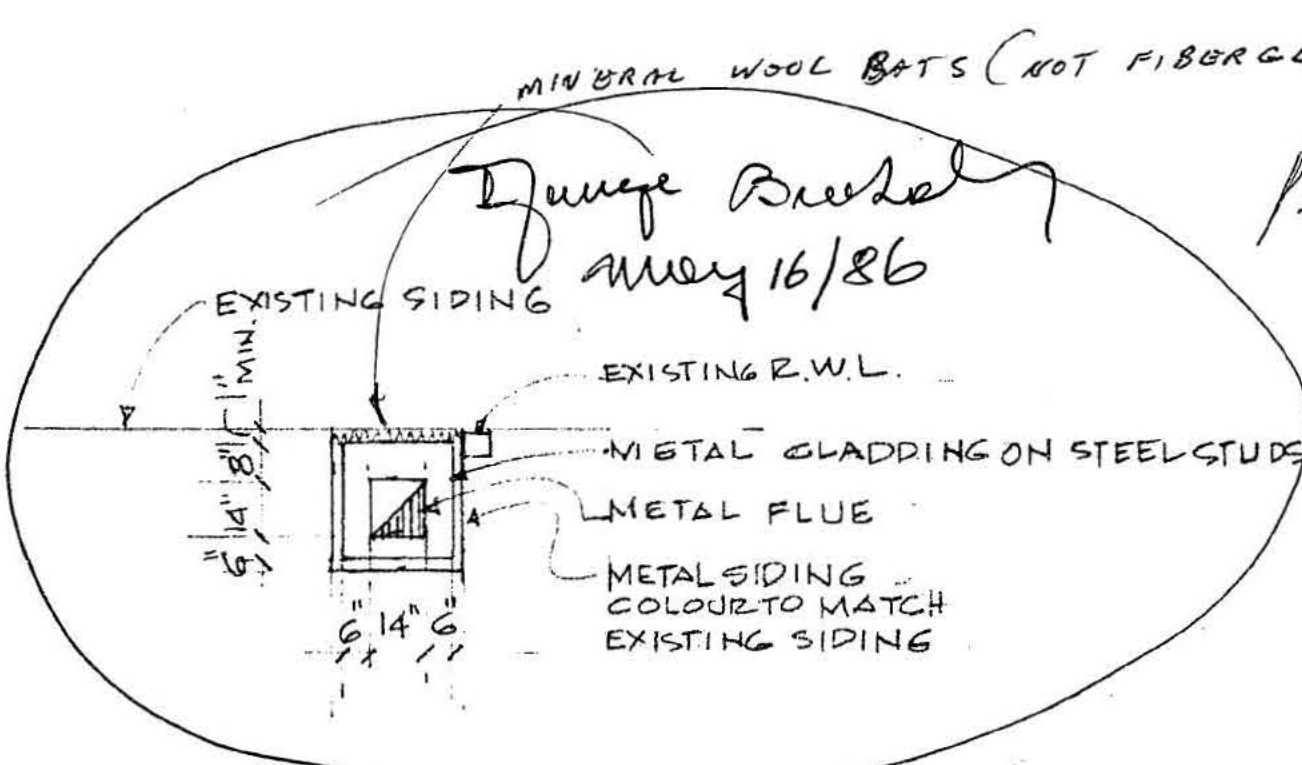 MINERAL WOOL BATS (NOT
May 16/86
EXISTING SIDING
1" MIN.
8"
14"
6"
EXISTING R.W.L.
METAL CLADDING ON STEEL STUDS
METAL FLUE
METAL SIDING
COLOUR TO MATCH
EXISTING SIDING
6" 14" 6"